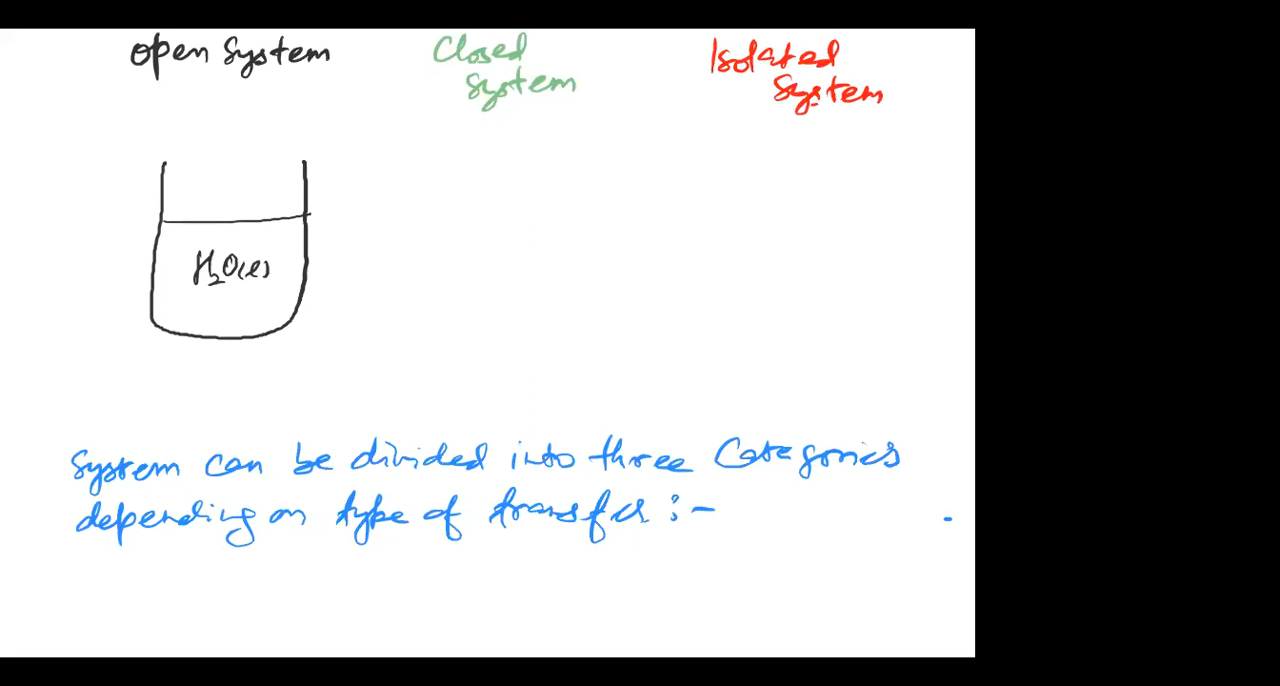 open System
Closed
System
Isolated
System
H₂O(l)
System can be divided into three Categories
depending on type of transfer :-